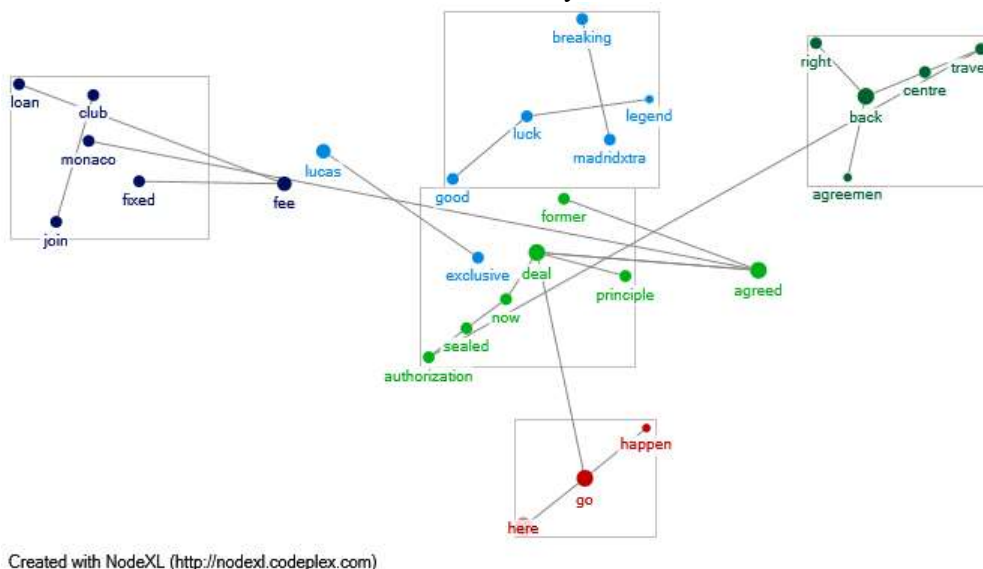 breaking
right
travel
loan
club
centre
legend
back
luck
monaco
madridxtra
lucas
fixed
fee
good
agreemen
former
join
exclusive
deal
principle
agreed
now
sealed
authorization
happen
go
here
Created with NodeXL (http://nodexl.codeplex.com)